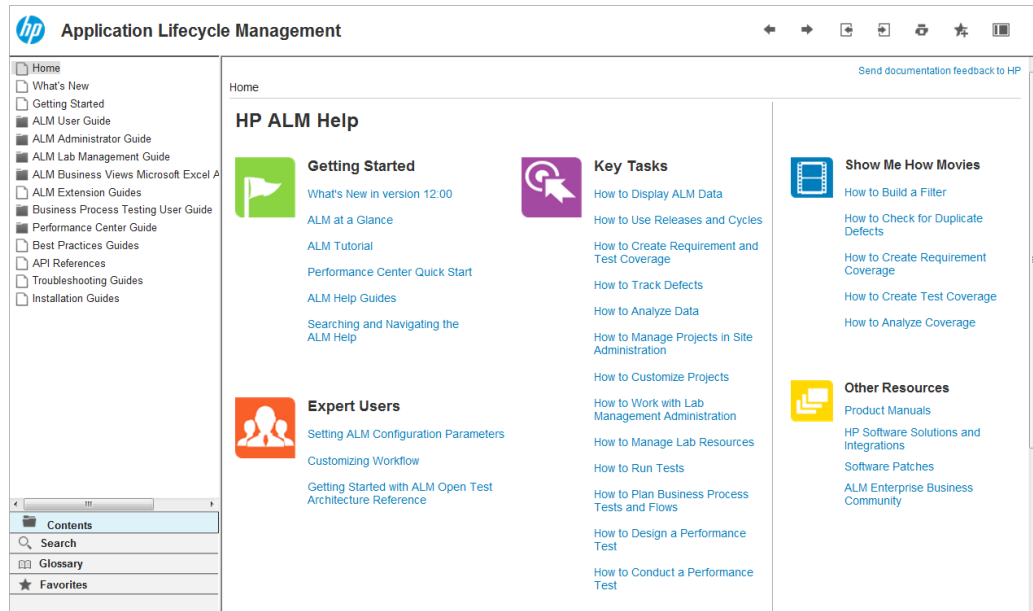 hp
Application Lifecycle Management
Home
What's New
Getting Started
ALM User Guide
ALM Administrator Guide
ALM Lab Management Guide
ALM Business Views Microsoft Excel A
ALM Extension Guides
Business Process Testing User Guide
Performance Center Guide
Best Practices Guides
API References
Troubleshooting Guides
Installation Guides
Contents
Search
Glossary
Favorites
Send documentation feedback to HP
Home
HP ALM Help
Getting Started
What's New in version 12:00
ALM at a Glance
ALM Tutorial
Performance Center Quick Start
ALM Help Guides
Searching and Navigating the
ALM Help
Expert Users
Setting ALM Configuration Parameters
Customizing Workflow
Getting Started with ALM Open Test
Architecture Reference
Key Tasks
How to Display ALM Data
How to Use Releases and Cycles
How to Create Requirement and
Test Coverage
How to Track Defects
How to Analyze Data
How to Manage Projects in Site
Administration
How to Customize Projects
How to Work with Lab
Management Administration
How to Manage Lab Resources
How to Run Tests
How to Plan Business Process
Tests and Flows
How to Design a Performance
Test
How to Conduct a Performance
Test
Show Me How Movies
How to Build a Filter
How to Check for Duplicate
Defects
How to Create Requirement
Coverage
How to Create Test Coverage
How to Analyze Coverage
Other Resources
Product Manuals
HP Software Solutions and
Integrations
Software Patches
ALM Enterprise Business
Community